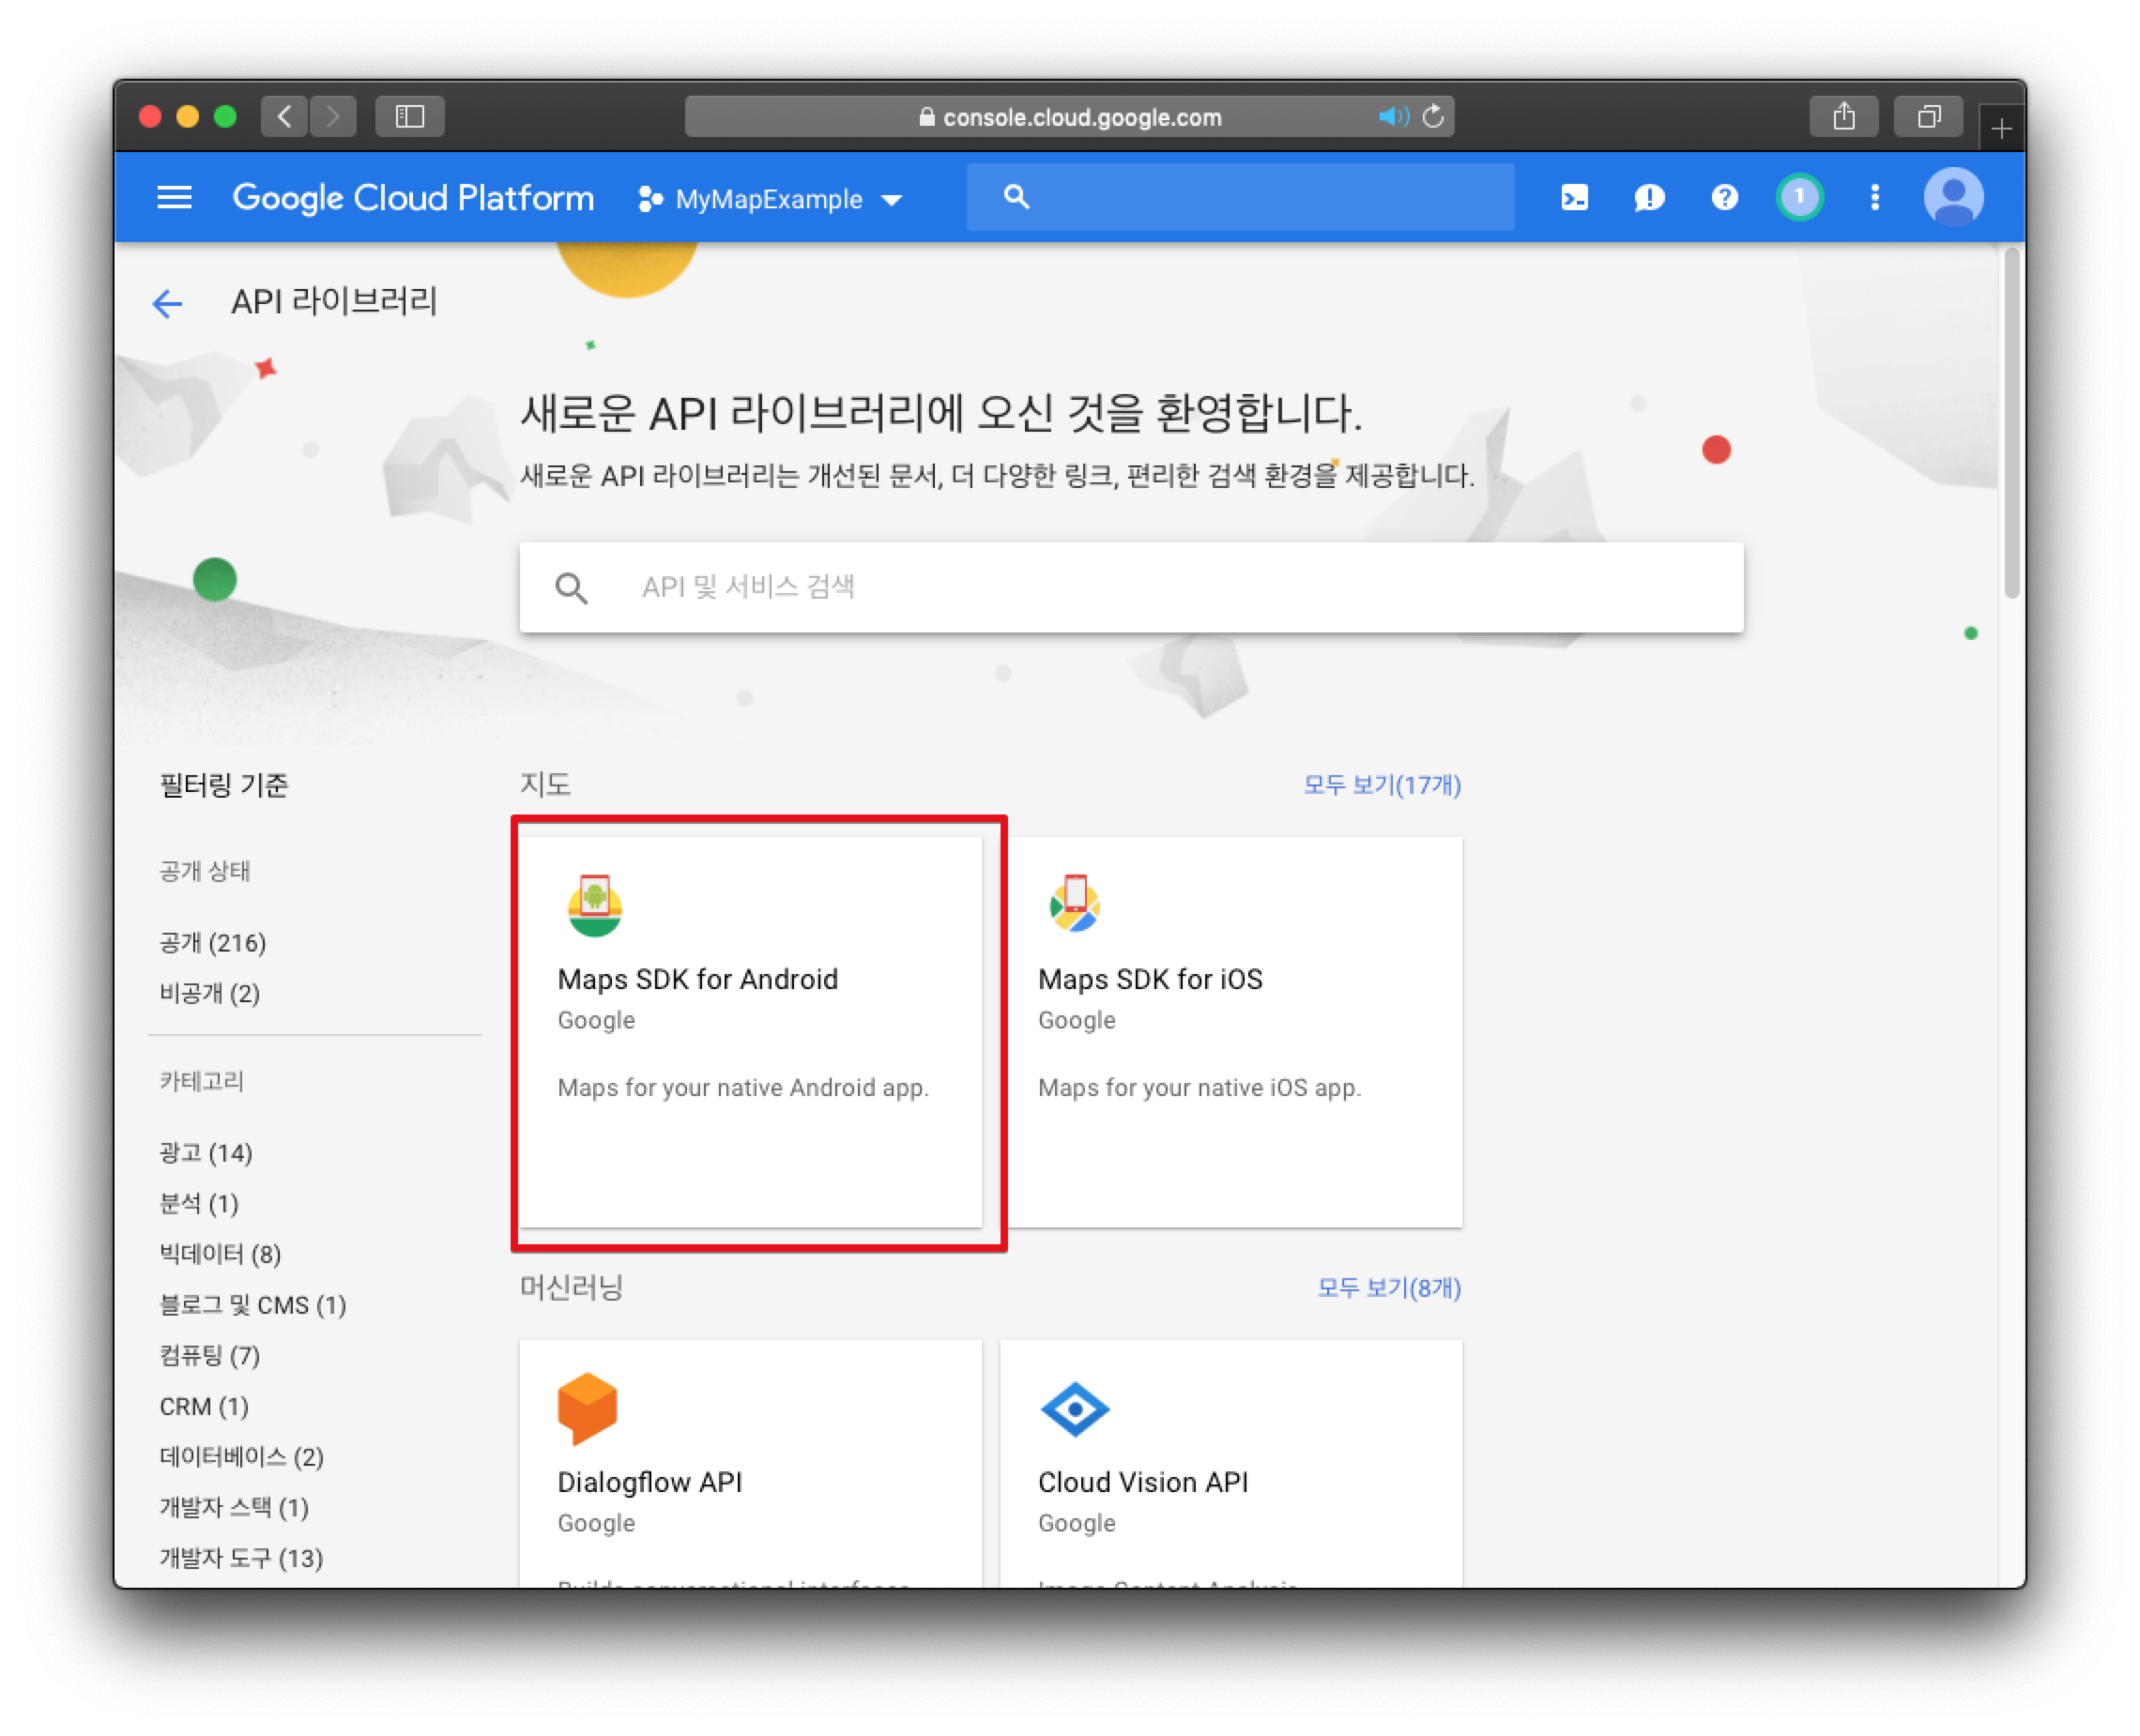 console.cloud.google.com
Google Cloud Platform
MyMapExample
1
API 라이브러리
새로운 API 라이브러리에 오신 것을 환영합니다.
새로운 API 라이브러리는 개선된 문서, 더 다양한 링크, 편리한 검색 환경을 제공합니다.
API 및 서비스 검색
필터링 기준
공개 상태
공개 (216)
비공개 (2)
카테고리
광고 (14)
분석 (1)
빅데이터 (8)
블로그 및 CMS (1)
컴퓨팅 (7)
CRM (1)
데이터베이스 (2)
개발자 스택 (1)
개발자 도구 (13)
지도
모두 보기(17개)
Maps SDK for Android
Google
Maps for your native Android app.
Maps SDK for iOS
Google
Maps for your native iOS app.
머신러닝
모두 보기(8개)
Dialogflow API
Google
Builds conversational interfaces
Cloud Vision API
Google
Image Content Analysis